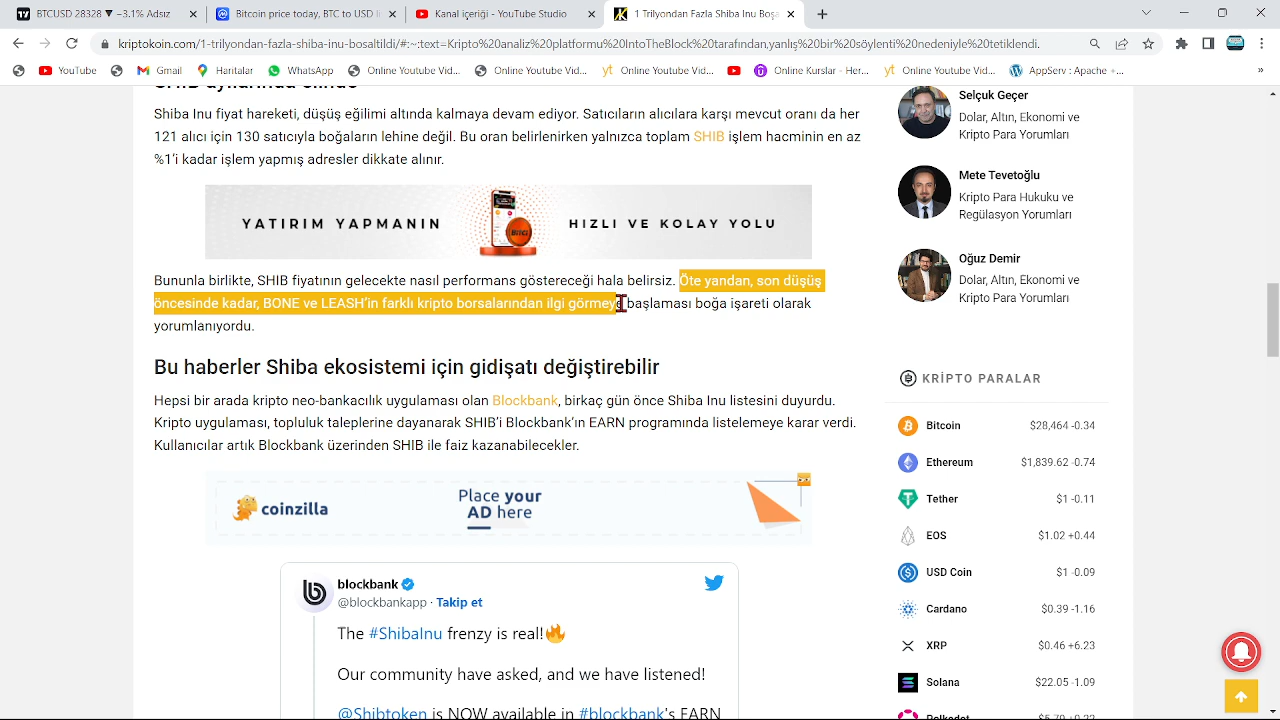 BTCUSD 28328 ▼ −3.1% Adsız
Bitcoin price today, BTC to USD li
Kanal içeriği - YouTube Studio
1 Trilyondan Fazla Shiba Inu Boşa
kriptokoin.com/1-trilyondan-fazla-shiba-inu-bosaltildi/#:~:text=Kripto%20analiz%20platformu%20IntoTheBlock%20tarafından,yanlış%20bir%20söylenti%20nedeniyle%20tetiklendi.
YouTube
Gmail
Haritalar
WhatsApp
Online Youtube Vid...
Online Youtube Vid...
Online Youtube Vid...
Online Kurslar - Her...
Online Youtube Vid...
AppServ : Apache +...
»
Shiba Inu fiyat hareketi, düşüş eğilimi altında kalmaya devam ediyor. Satıcıların alıcılara karşı mevcut oranı da her
121 alıcı için 130 satıcıyla boğaların lehine değil. Bu oran belirlenirken yalnızca toplam SHIB işlem hacminin en az
%1'i kadar işlem yapmış adresler dikkate alınır.
YATIRIM YAPMANIN
BITCI
HIZLI VE KOLAY YOLU
Bununla birlikte, SHIB fiyatının gelecekte nasıl performans göstereceği hala belirsiz. Öte yandan, son düşüş
öncesinde kadar, BONE ve LEASH'in farklı kripto borsalarından ilgi görmeye başlaması boğa işareti olarak
yorumlanıyordu.
Bu haberler Shiba ekosistemi için gidişatı değiştirebilir
Hepsi bir arada kripto neo-bankacılık uygulaması olan Blockbank, birkaç gün önce Shiba Inu listesini duyurdu.
Kripto uygulaması, topluluk taleplerine dayanarak SHIB'i Blockbank'ın EARN programında listelemeye karar verdi.
Kullanıcılar artık Blockbank üzerinden SHIB ile faiz kazanabilecekler.
coinzilla
Place your
AD here
blockbank
@blockbankapp · Takip et
The #ShibaInu frenzy is real!🔥
Our community have asked, and we have listened!
@Shibtoken is NOW available in #blockbank's EARN
Selçuk Geçer
Dolar, Altın, Ekonomi ve
Kripto Para Yorumları
Mete Tevetoğlu
Kripto Para Hukuku ve
Regülasyon Yorumları
Oğuz Demir
Dolar, Altın, Ekonomi ve
Kripto Para Yorumları
KRİPTO PARALAR
Bitcoin $28,464 -0.34
Ethereum $1,839.62 -0.74
Tether $1 -0.11
EOS $1.02 +0.44
USD Coin $1 -0.09
Cardano $0.39 -1.16
XRP $0.46 +6.23
Solana $22.05 -1.09